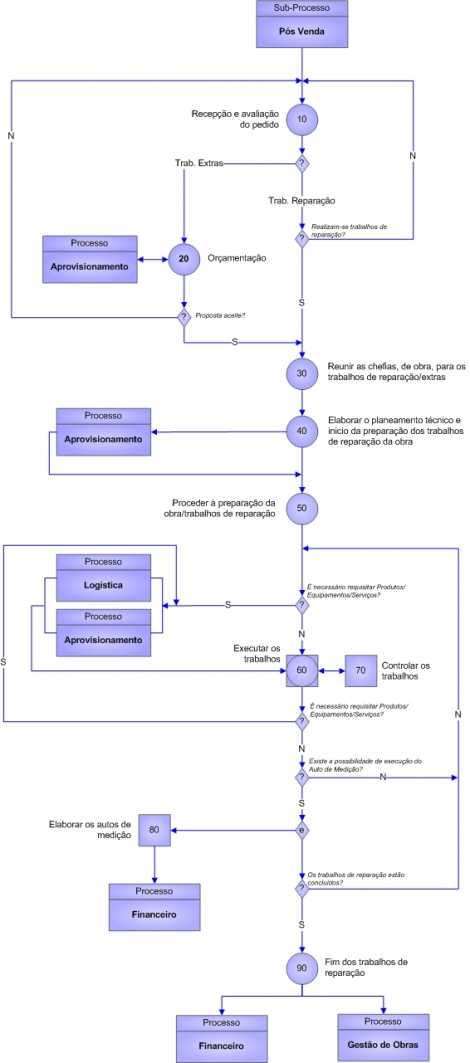 Sub-Processo
Pós Venda
N
N
Recepção e avaliação
do pedido
10
Trab. Extras
?
Trab. Reparação
Realizam-se trabalhos de
reparação?
?
Processo
Aprovisionamento
20
Orçamentação
?
Proposta aceite?
S
S
30
Reunir as chefias, de obra, para os
trabalhos de reparação/extras
Processo
Aprovisionamento
40
Elaborar o planeamento técnico e
inicio da preparação dos trabalhos
de reparação da obra
Proceder à preparação da
obra/trabalhos de reparação
50
Processo
Logística
É necessário requisitar Produtos/
Equipamentos/Serviços?
S
?
Processo
Aprovisionamento
N
Executar os
trabalhos
S
60
70
Controlar os
trabalhos
É necessário requisitar Produtos/
Equipamentos/Serviços?
?
N
N
Existe a possibilidade de execução do
Auto de Medição?
?
N
S
Elaborar os autos de
medição
80
e
Os trabalhos de reparação estão
concluídos?
?
Processo
Financeiro
S
90
Fim dos trabalhos de
reparação
Processo
Financeiro
Processo
Gestão de Obras